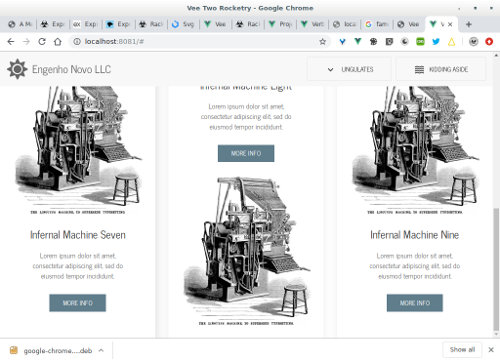 Vee Two Rocketry - Google Chrome
A M
Exp
Exp
Exp
Raci
Svg
Vee
Prop
Vert
loca
fam
Vee
V
localhost:8081/#
Engenho Novo LLC
UNGULATES
KIDDING ASIDE
Infernal Machine Eight
Lorem ipsum dolor sit amet,
consectetur adipiscing elit, sed do
eiusmod tempor incididunt.
MORE INFO
THE LINOTYPE MACHINE TO SUPERSEDE TYPESETTING.
Infernal Machine Seven
Lorem ipsum dolor sit amet,
consectetur adipiscing elit, sed do
eiusmod tempor incididunt.
MORE INFO
THE LINOTYPE MACHINE TO SUPERSEDE TYPESETTING.
THE LINOTYPE MACHINE TO SUPERSEDE TYPESETTING.
Infernal Machine Nine
Lorem ipsum dolor sit amet,
consectetur adipiscing elit, sed do
eiusmod tempor incididunt.
MORE INFO
google-chrome....deb
Show all